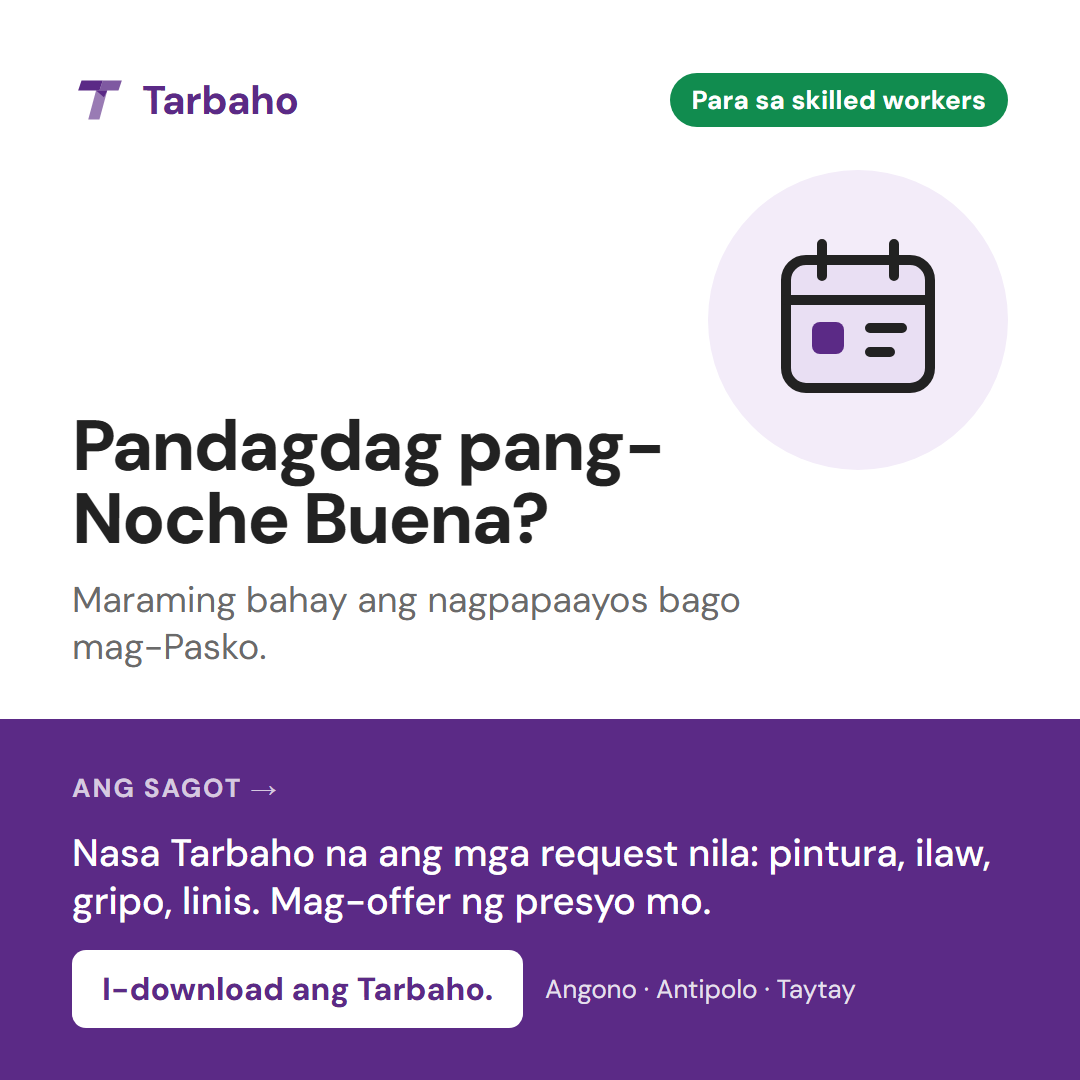 Tarbaho
Para sa skilled workers
Pandagdag pang-
Noche Buena?
Maraming bahay ang nagpapaayos bago
mag-Pasko.
ANG SAGOT →
Nasa Tarbaho na ang mga request nila: pintura, ilaw,
gripo, linis. Mag-offer ng presyo mo.
I-download ang Tarbaho.
Angono · Antipolo · Taytay